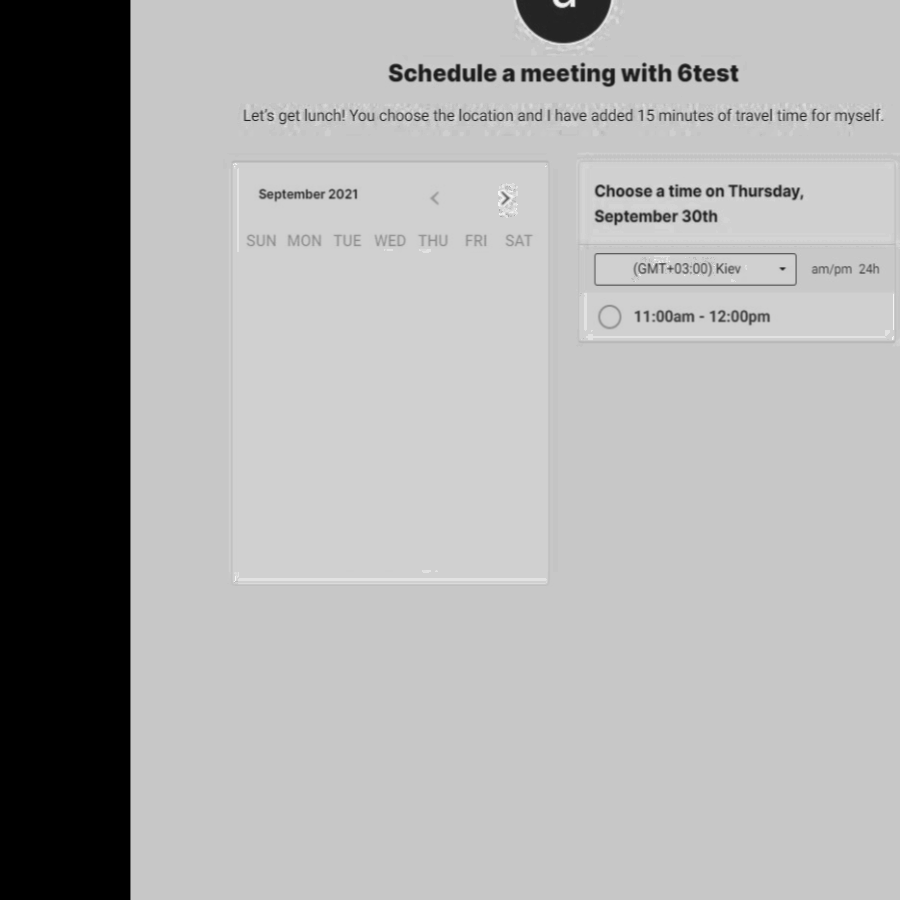 Schedule a meeting with 6test
Let's get lunch! You choose the location and I have added 15 minutes of travel time for myself.
September 2021
SUN MON TUE WED THU FRI SAT
Choose a time on Thursday,
September 30th
(GMT+03:00) Kiev
am/pm 24h
11:00am - 12:00pm